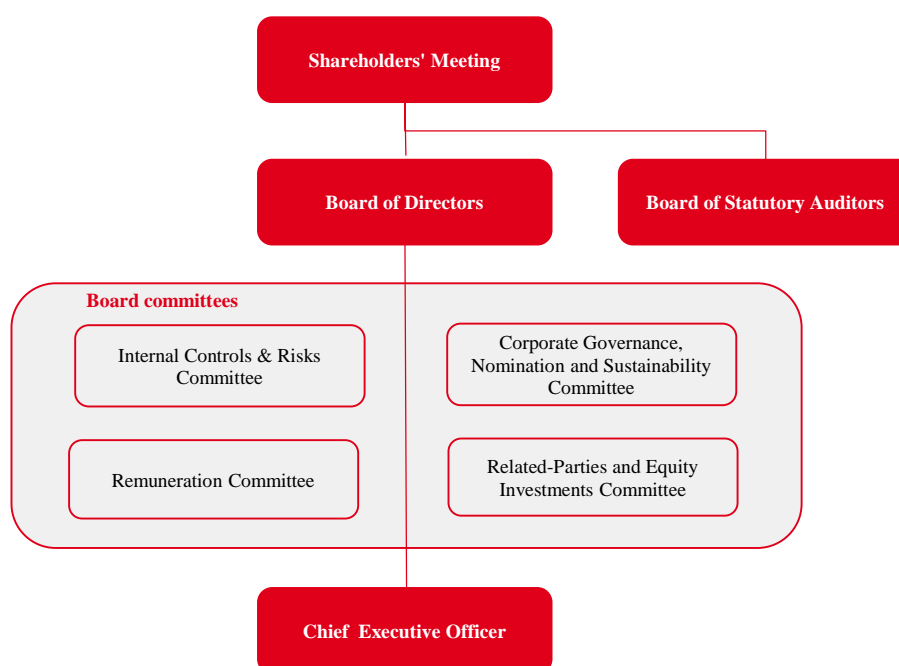 Shareholders' Meeting
Board of Directors
Board of Statutory Auditors
Board committees
Internal Controls & Risks
Committee
Corporate Governance,
Nomination and Sustainability
Committee
Remuneration Committee
Related-Parties and Equity
Investments Committee
Chief  Executive Officer